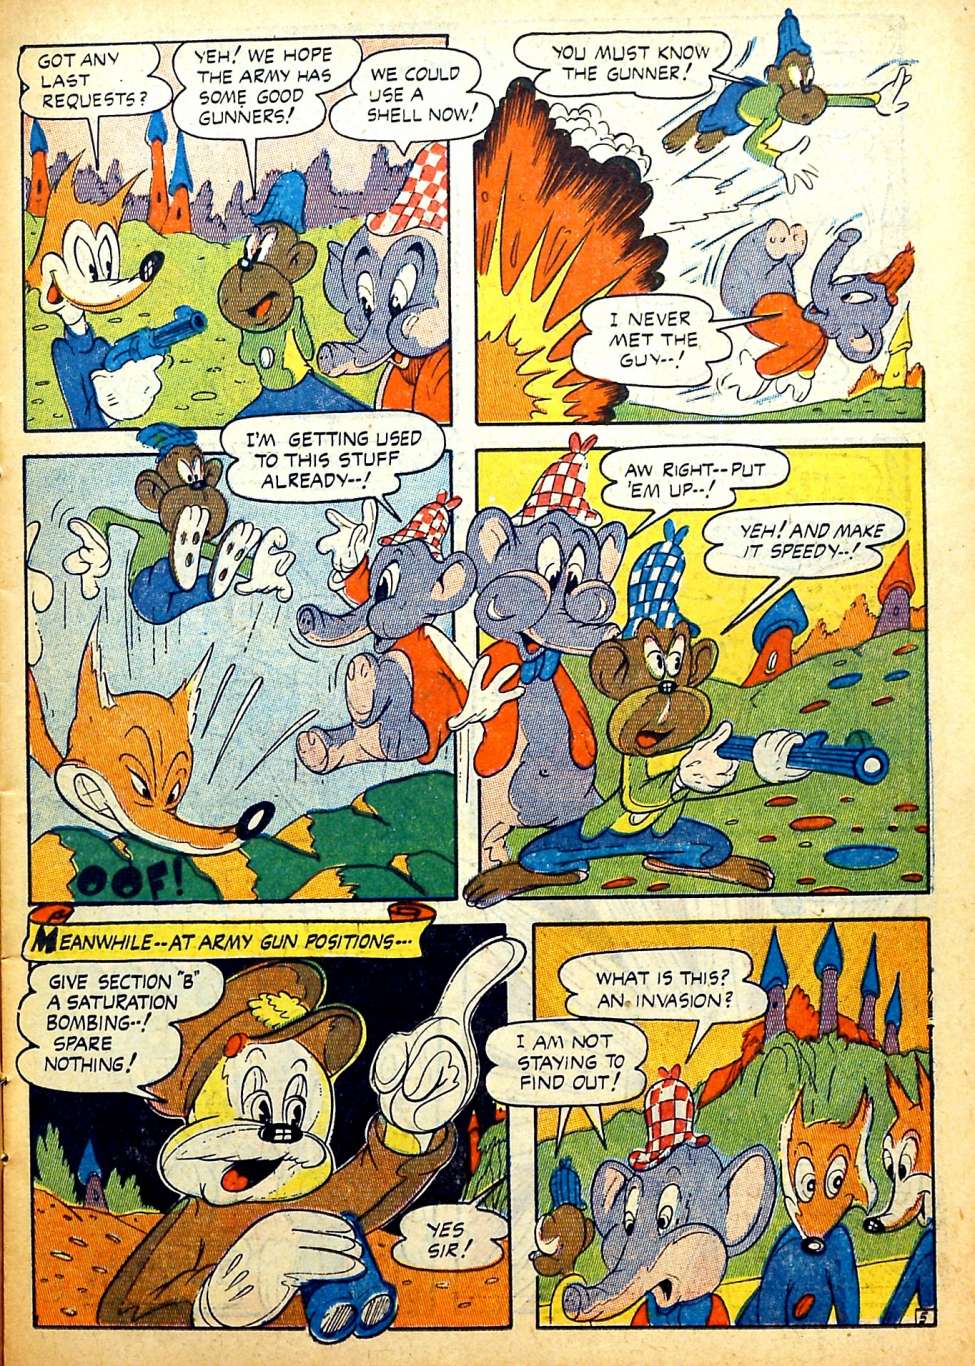 GOT ANY
LAST
REQUESTS?
YEH! WE HOPE
THE ARMY HAS
SOME GOOD
GUNNERS!
WE COULD
USE A
SHELL NOW!
YOU MUST KNOW
THE GUNNER!
I NEVER
MET THE
GUY--!
I'M GETTING USED
TO THIS STUFF
ALREADY--!
OOF!
AW RIGHT--PUT
'EM UP--!
YEH! AND MAKE
IT SPEEDY--!
MEANWHILE--AT ARMY GUN POSITIONS---
GIVE SECTION "B"
A SATURATION
BOMBING--!
SPARE
NOTHING!
YES
SIR!
WHAT IS THIS?
AN INVASION?
I AM NOT
STAYING TO
FIND OUT!
5